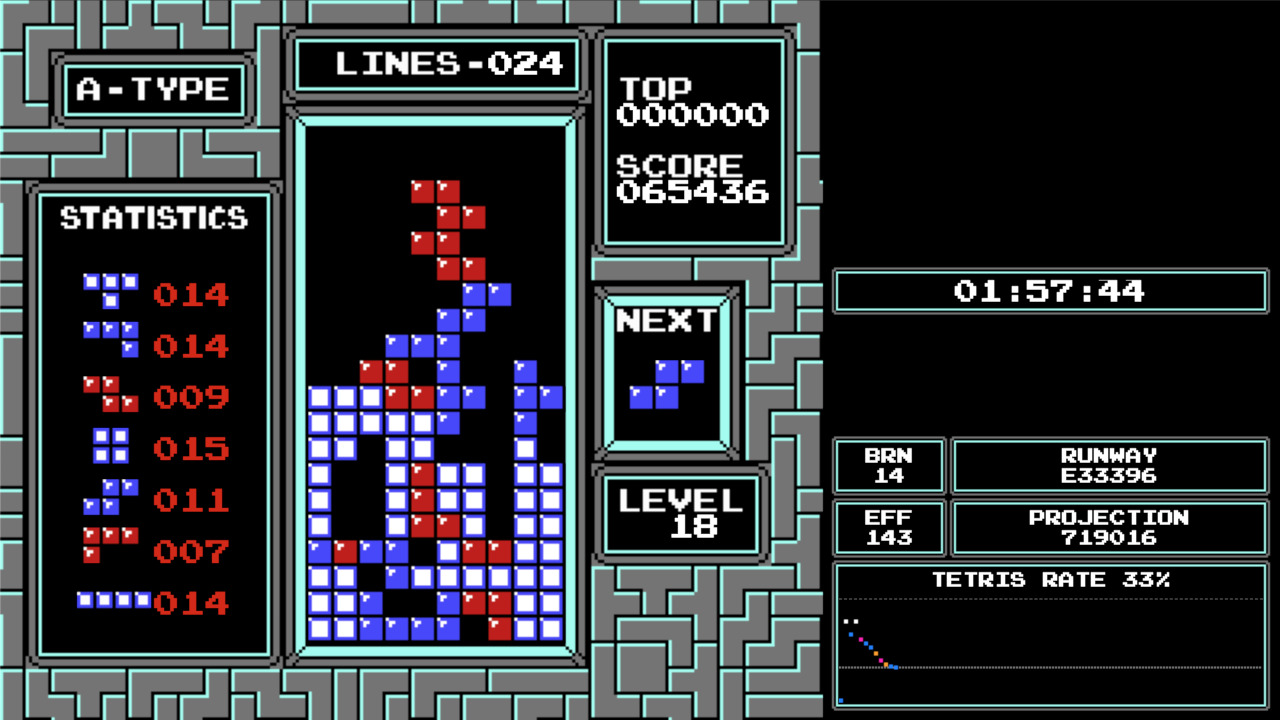 A-TYPE
LINES-024
TOP
000000
SCORE
065436
STATISTICS
014
014
009
015
011
007
014
NEXT
LEVEL
18
01:57:44
BRN
14
RUNWAY
E33396
EFF
143
PROJECTION
719016
TETRIS RATE 33%